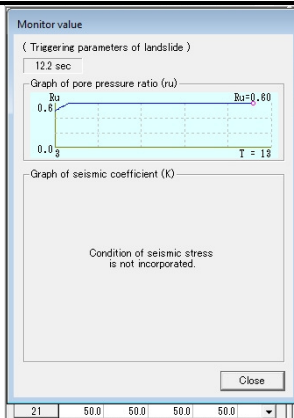 Monitor value
( Triggering parameters of landslide )
12.2 sec
Graph of pore pressure ratio (ru)
Ru
Ru=0.60
0.6
0.0
3
T = 13
Graph of seismic coefficient (K)
Condition of seismic stress
is not incorporated.
Close
21 50.0 50.0 50.0 50.0